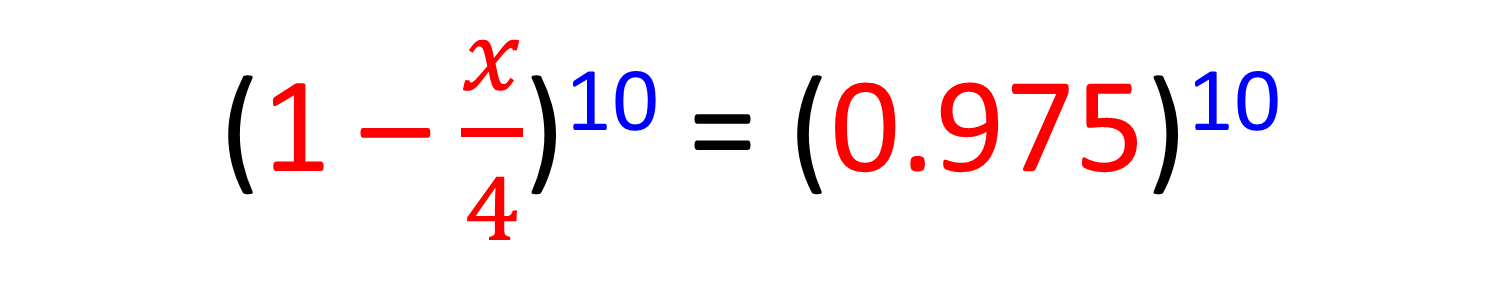 (1 − x/4)^10 = (0.975)^10